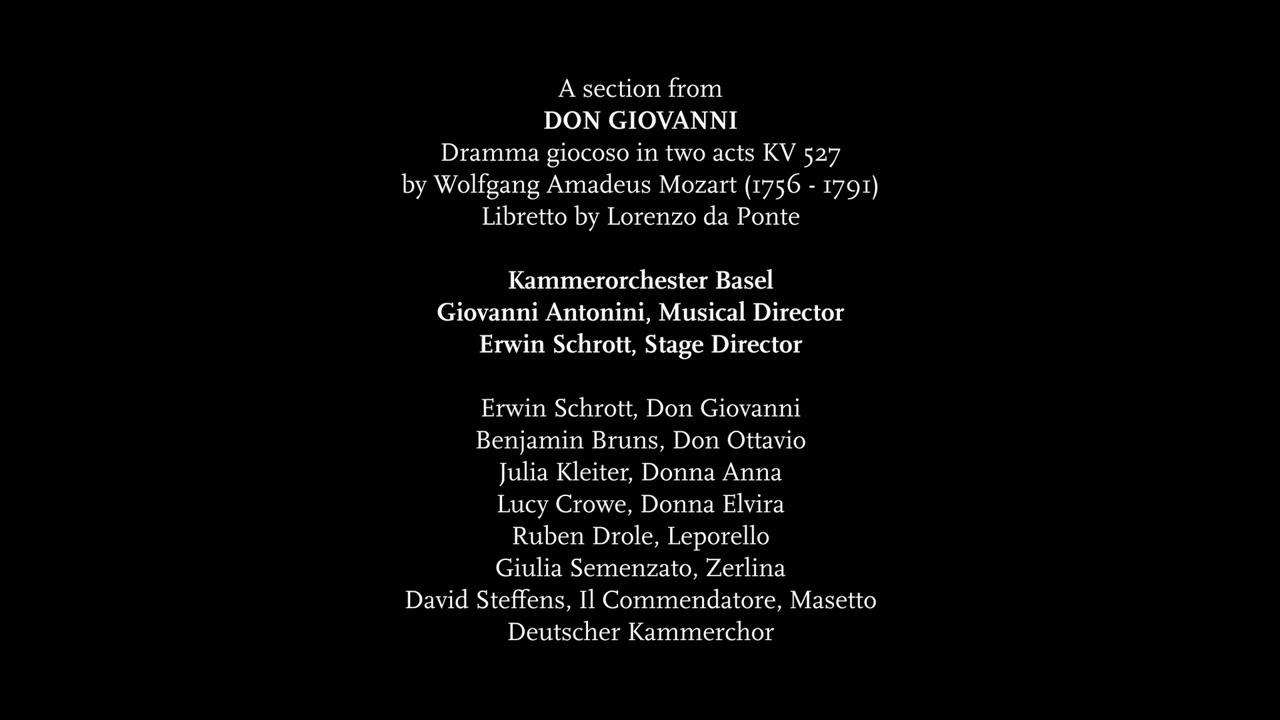 A section from
DON GIOVANNI
Dramma giocoso in two acts KV 527
by Wolfgang Amadeus Mozart (1756 - 1791)
Libretto by Lorenzo da Ponte
Kammerorchester Basel
Giovanni Antonini, Musical Director
Erwin Schrott, Stage Director
Erwin Schrott, Don Giovanni
Benjamin Bruns, Don Ottavio
Julia Kleiter, Donna Anna
Lucy Crowe, Donna Elvira
Ruben Drole, Leporello
Giulia Semenzato, Zerlina
David Steffens, Il Commendatore, Masetto
Deutscher Kammerchor